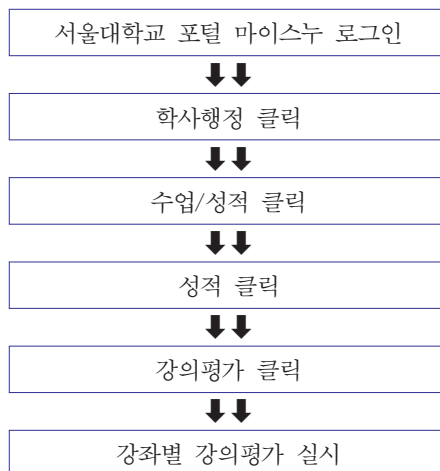 서울대학교 포털 마이스누 로그인
학사행정 클릭
수업/성적 클릭
성적 클릭
강의평가 클릭
강좌별 강의평가 실시